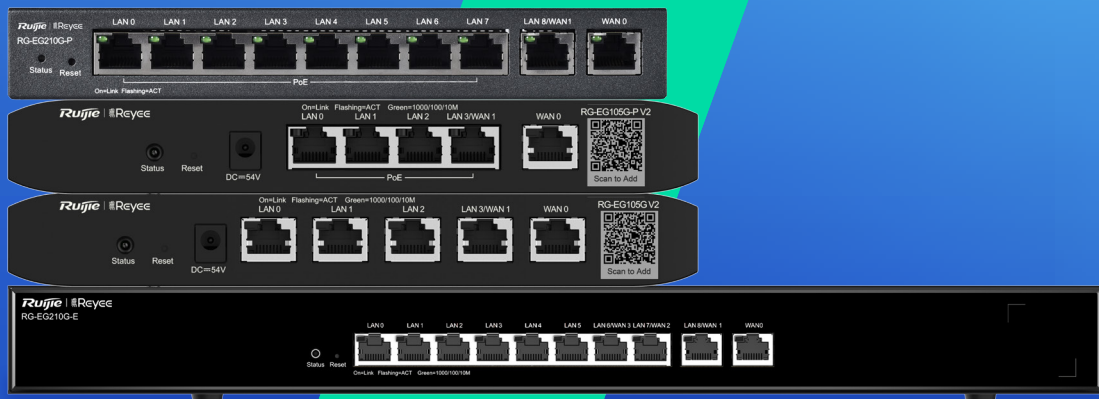 Ruijie | Reyee LAN 0 LAN 1 LAN 2 LAN 3 LAN 4 LAN 5 LAN 6 LAN 7 LAN 8/WAN1 WAN 0
RG-EG210G-P
Status Reset
PoE
On=Link Flashing=ACT
Ruijie | Reyee
On=Link Flashing=ACT Green=1000/100/10M
LAN 0 LAN 1 LAN 2 LAN 3/WAN 1 WAN 0
RG-EG105G-P V2
Status Reset
DC⎓54V
PoE
Scan to Add
Ruijie | Reyee
On=Link Flashing=ACT Green=1000/100/10M
LAN 0 LAN 1 LAN 2 LAN 3/WAN 1 WAN 0
RG-EG105G V2
Status Reset
DC⎓54V
Scan to Add
Ruijie | Reyee
RG-EG210G-E
LAN 0 LAN 1 LAN 2 LAN 3 LAN 4 LAN 5 LAN 6/WAN 3 LAN 7/WAN 2 LAN 8/WAN 1 WAN0
Status Reset
On=Link Flashing=ACT Green=1000/100/10M